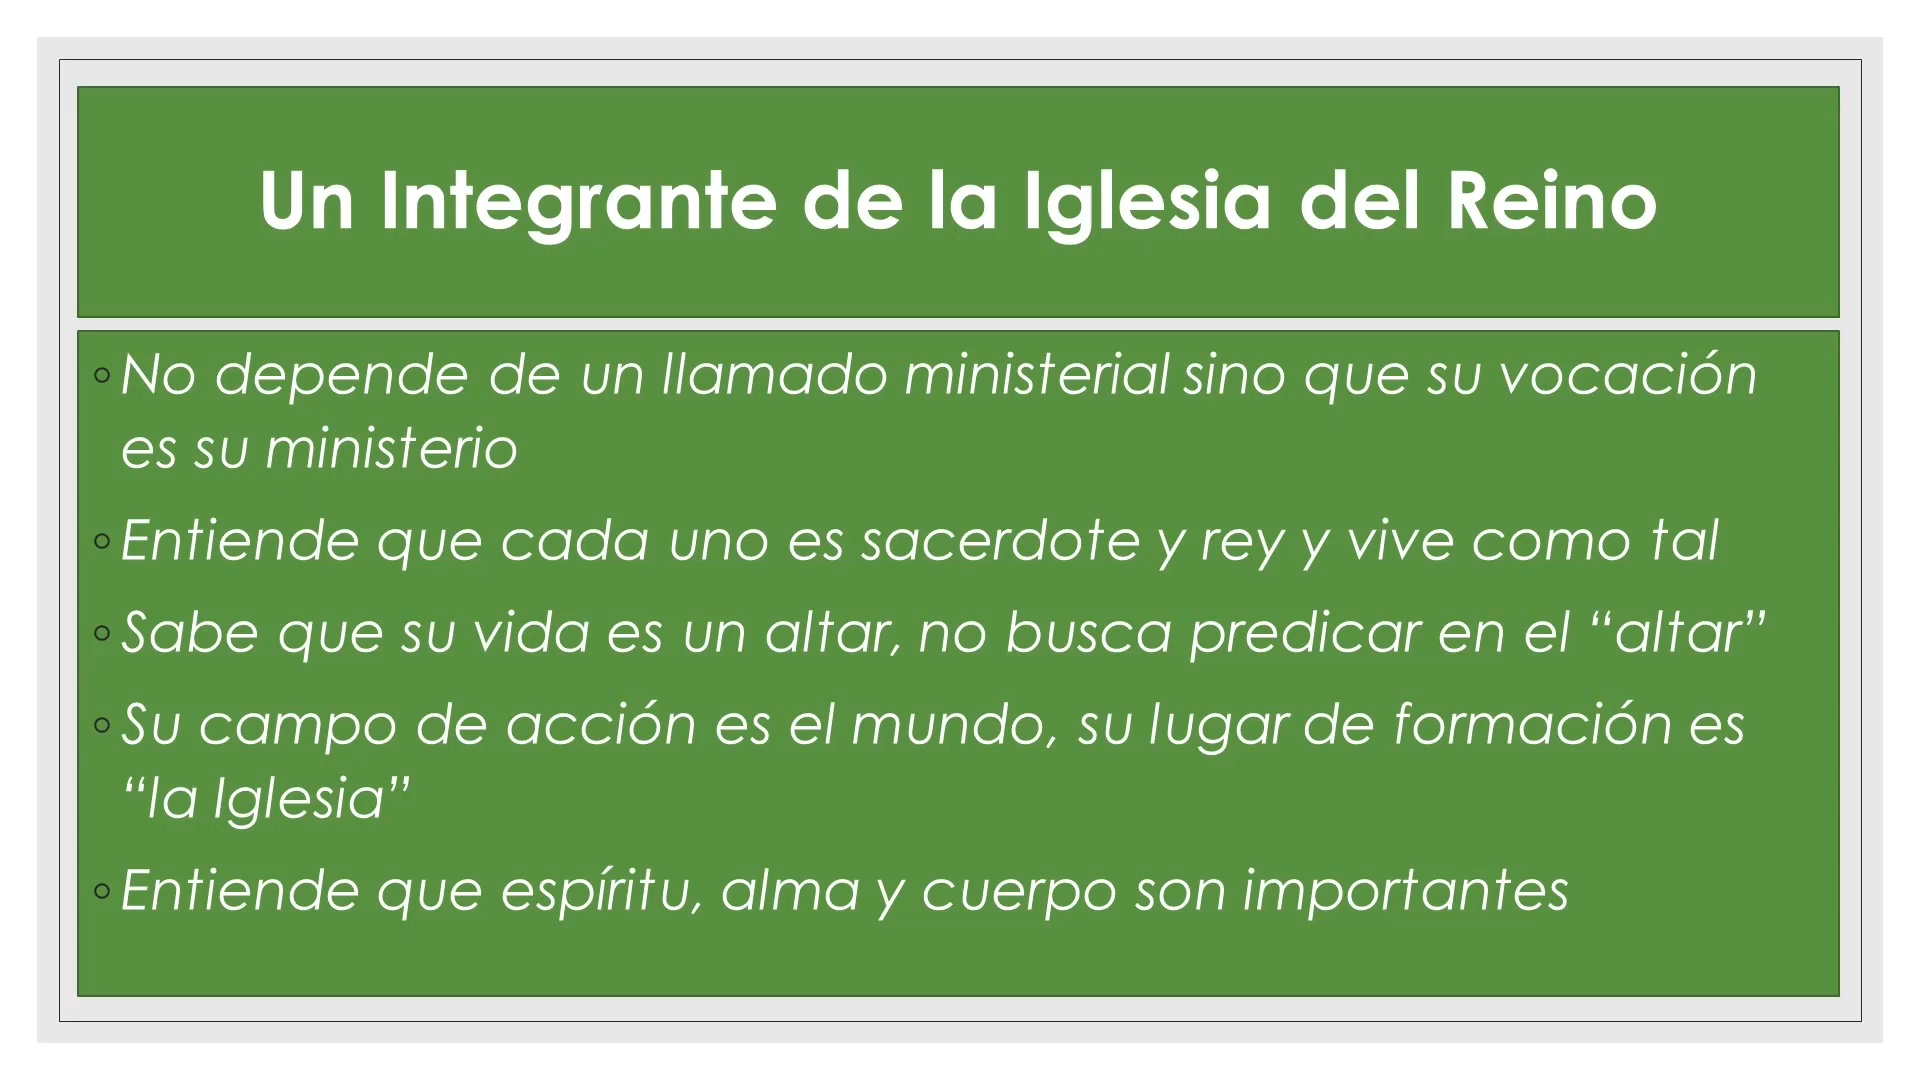 Un Integrante de la Iglesia del Reino
◦ No depende de un llamado ministerial sino que su vocación
es su ministerio
◦ Entiende que cada uno es sacerdote y rey y vive como tal
◦ Sabe que su vida es un altar, no busca predicar en el “altar”
◦ Su campo de acción es el mundo, su lugar de formación es
“la Iglesia”
◦ Entiende que espíritu, alma y cuerpo son importantes